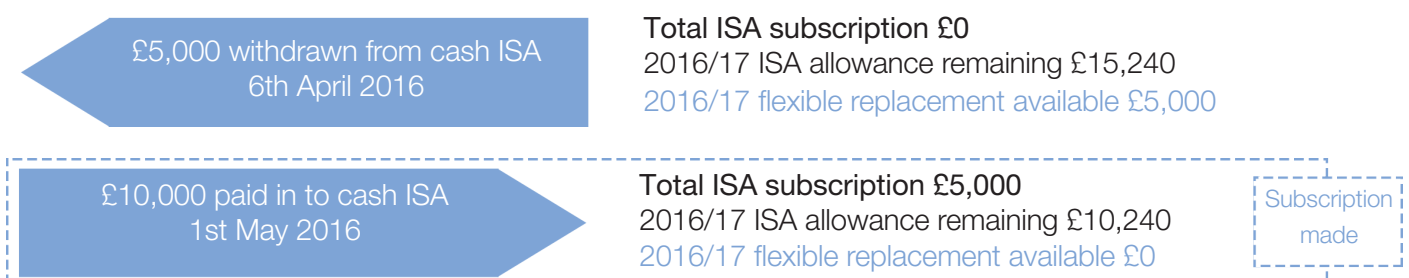 £5,000 withdrawn from cash ISA
6th April 2016
Total ISA subscription £0
2016/17 ISA allowance remaining £15,240
2016/17 flexible replacement available £5,000
£10,000 paid in to cash ISA
1st May 2016
Total ISA subscription £5,000
2016/17 ISA allowance remaining £10,240
2016/17 flexible replacement available £0
Subscription
made